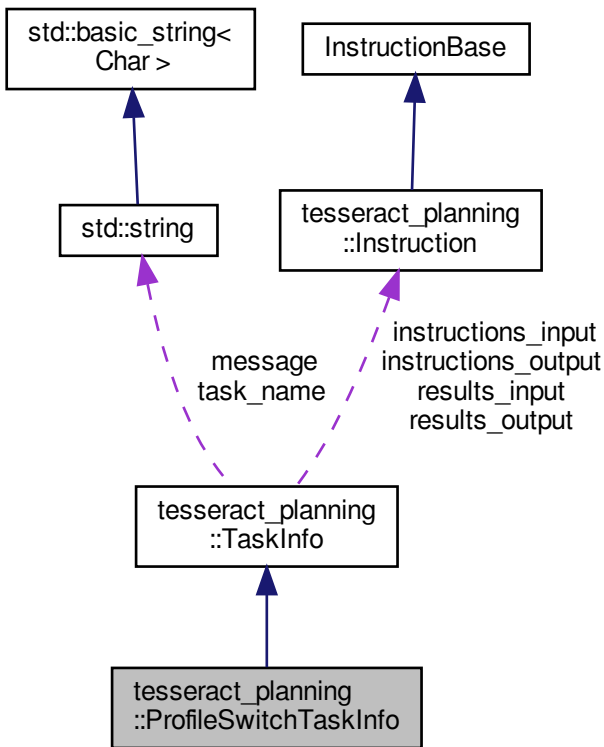 std::basic_string<
Char >
InstructionBase
std::string
tesseract_planning
::Instruction
message
task_name
instructions_input
instructions_output
results_input
results_output
tesseract_planning
::TaskInfo
tesseract_planning
::ProfileSwitchTaskInfo